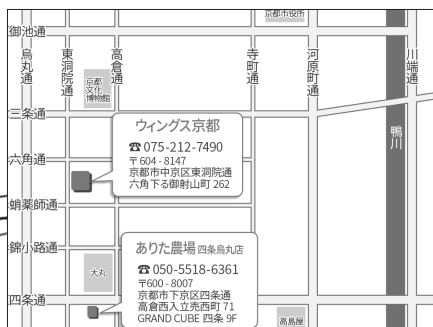 京都市役所
御池通
烏丸通
東洞院通
高倉通
寺町通
河原町通
川端通
京都
文化
博物館
三条通
ウィングス京都
☎ 075-212-7490
〒604-8147
京都市中京区東洞院通
六角下る御射山町 262
鴨川
六角通
蛸薬師通
錦小路通
ありた農場 四条烏丸店
☎ 050-5518-6361
〒600-8007
京都市下京区四条通
高倉西入立売西町 71
GRAND CUBE 四条 9F
大丸
四条通
高島屋